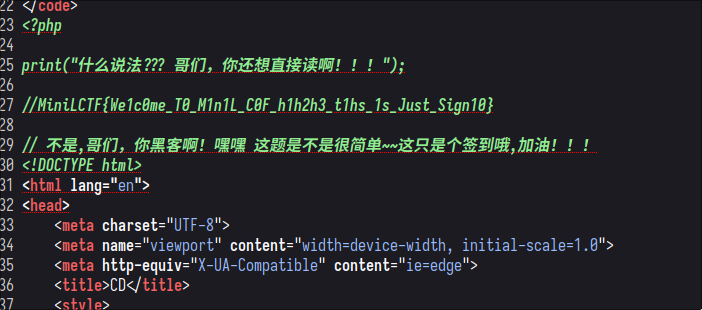 22 </code>
23 <?php
24
25 print("什么说法??? 哥们，你还想直接读啊！！！");
26
27 //MiniLCTF{We1c0me_T0_M1n1L_C0F_h1h2h3_t1hs_1s_Just_Sign10}
28
29 // 不是,哥们，你黑客啊！嘿嘿 这题是不是很简单~~这只是个签到哦,加油！！！
30 <!DOCTYPE html>
31 <html lang="en">
32 <head>
33     <meta charset="UTF-8">
34     <meta name="viewport" content="width=device-width, initial-scale=1.0">
35     <meta http-equiv="X-UA-Compatible" content="ie=edge">
36     <title>CD</title>
37     <style>